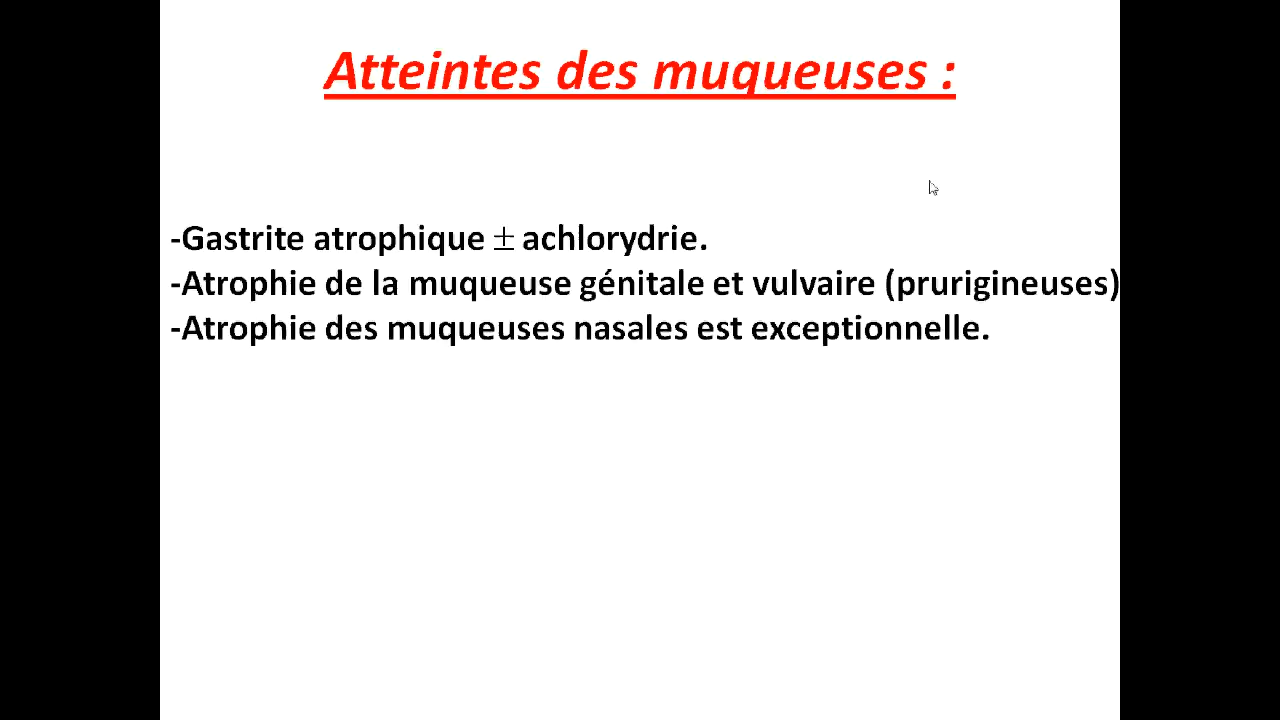 Atteintes des muqueuses :
-Gastrite atrophique ± achlorydrie.
-Atrophie de la muqueuse génitale et vulvaire (prurigineuses)
-Atrophie des muqueuses nasales est exceptionnelle.